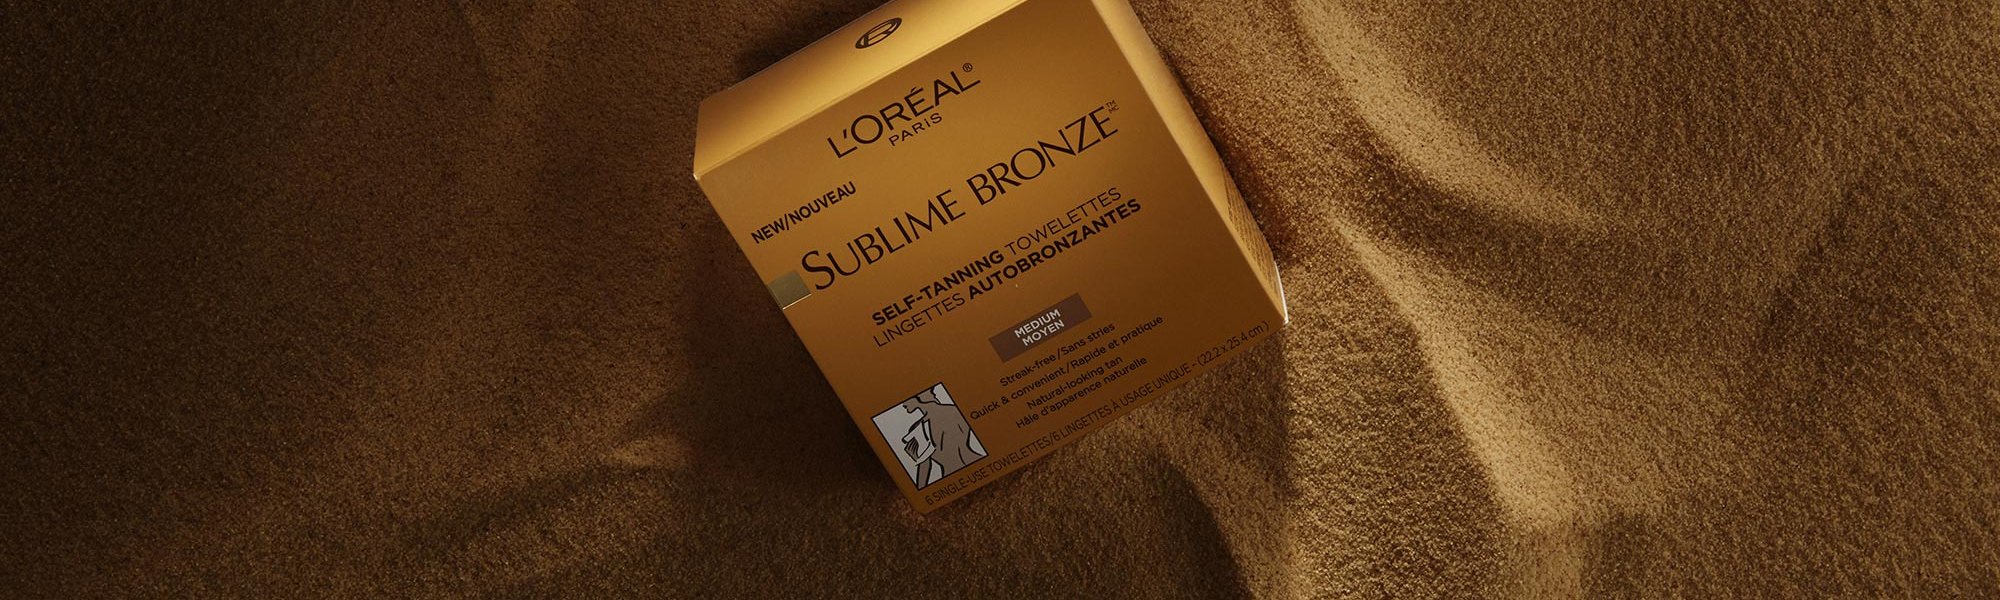 L'ORÉAL®
PARIS
NEW/NOUVEAU
SUBLIME BRONZE™ MC
SELF-TANNING TOWELETTES
LINGETTES AUTOBRONZANTES
MEDIUM
MOYEN
Streak-free/Sans stries
Quick & convenient/Rapide et pratique
Natural-looking tan
Hâle d'apparence naturelle
6 SINGLE-USE TOWELETTES/6 LINGETTES À USAGE UNIQUE - (22.2 x 25.4 cm)